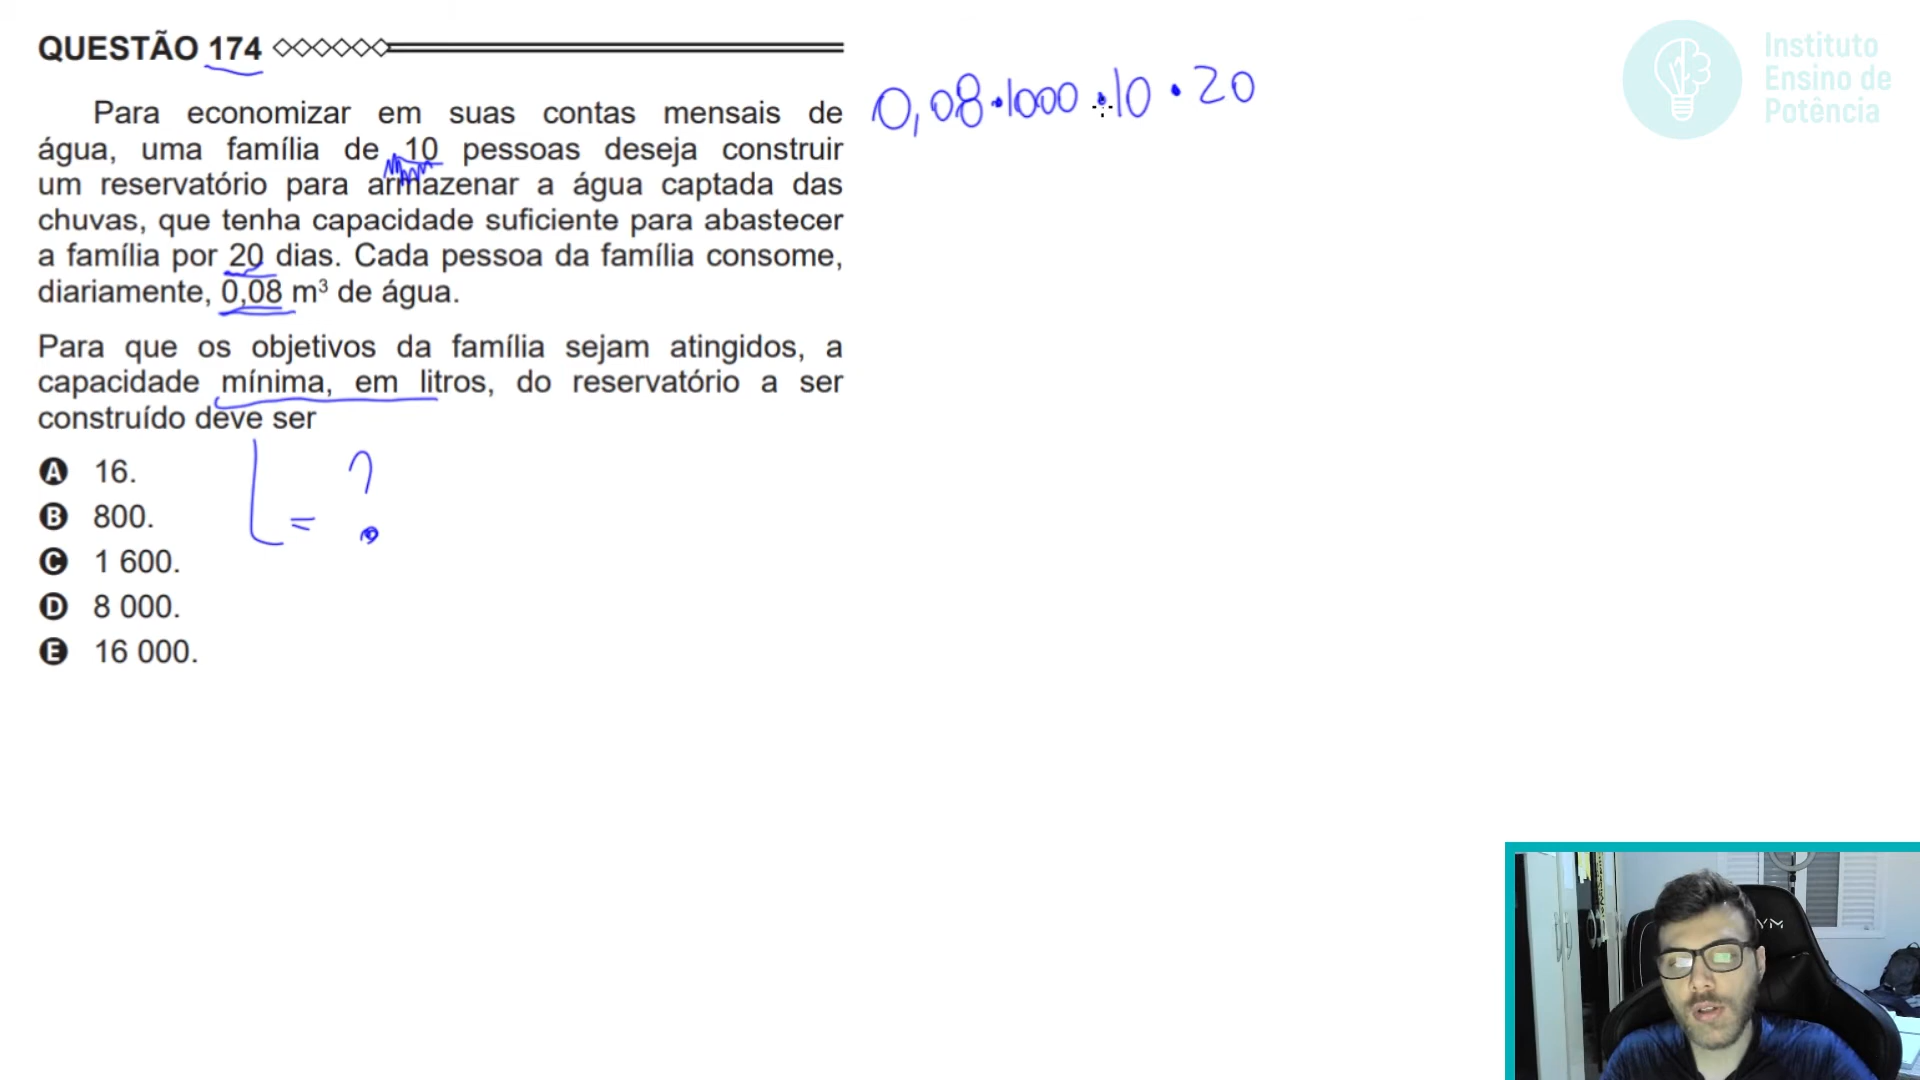 QUESTÃO 174
Para economizar em suas contas mensais de
água, uma família de 10 pessoas deseja construir
um reservatório para armazenar a água captada das
chuvas, que tenha capacidade suficiente para abastecer
a família por 20 dias. Cada pessoa da família consome,
diariamente, 0,08 m³ de água.
Para que os objetivos da família sejam atingidos, a
capacidade mínima, em litros, do reservatório a ser
construído deve ser
A 16.
B 800.
C 1 600.
D 8 000.
E 16 000.
L = ?
0,08 · 1000 · 10 · 20
Instituto
Ensino de
Potência
YM